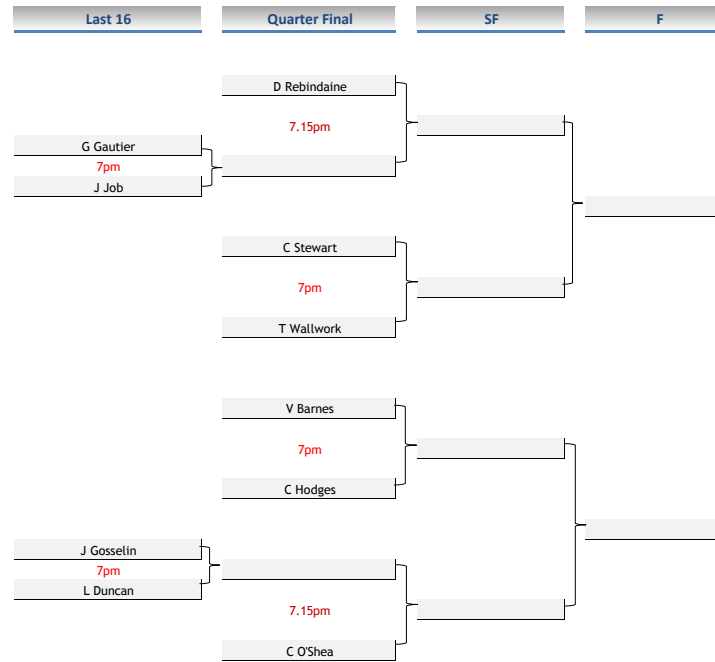 Last 16
Quarter Final
SF
F
D Rebindaine
7.15pm
G Gautier
7pm
J Job
C Stewart
7pm
T Wallwork
V Barnes
7pm
C Hodges
J Gosselin
7pm
L Duncan
7.15pm
C O'Shea